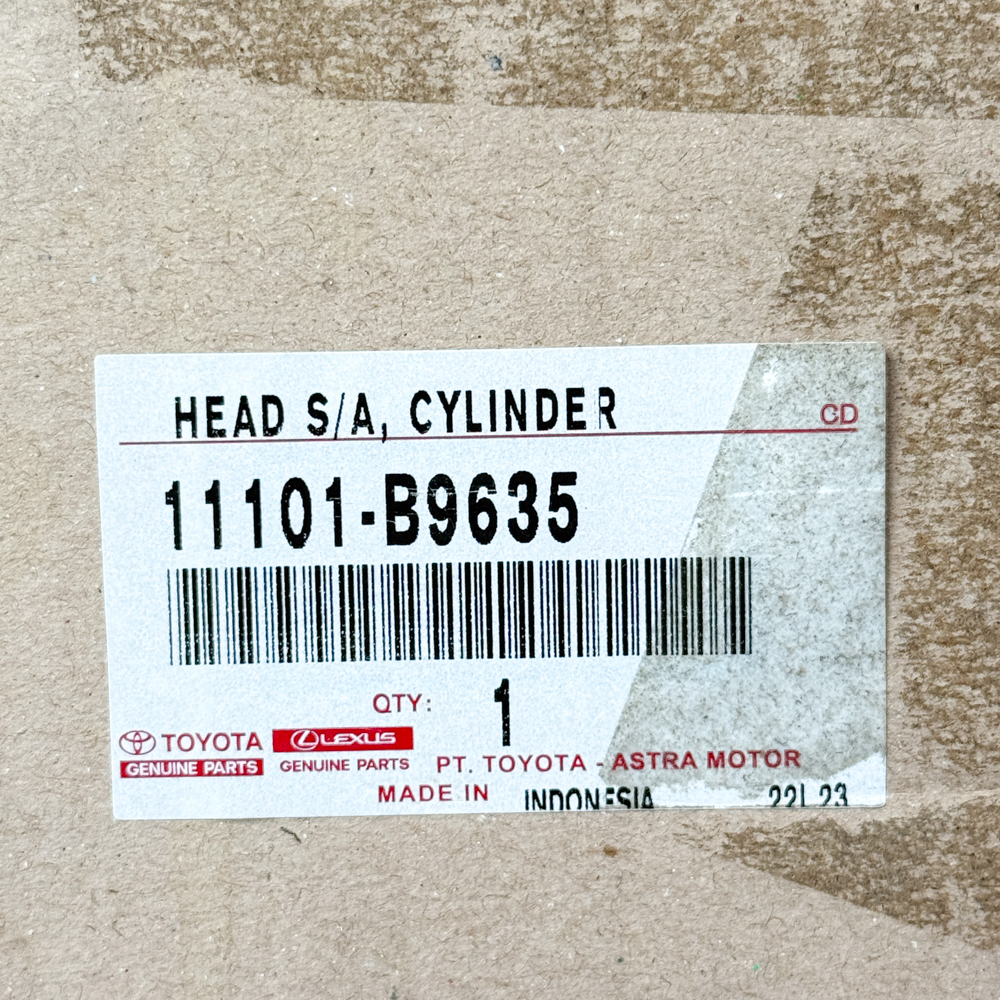 HEAD S/A, CYLINDER
CD
11101-B9635
QTY: 1
TOYOTA
GENUINE PARTS
LEXUS
GENUINE PARTS
PT. TOYOTA - ASTRA MOTOR
MADE IN INDONESIA